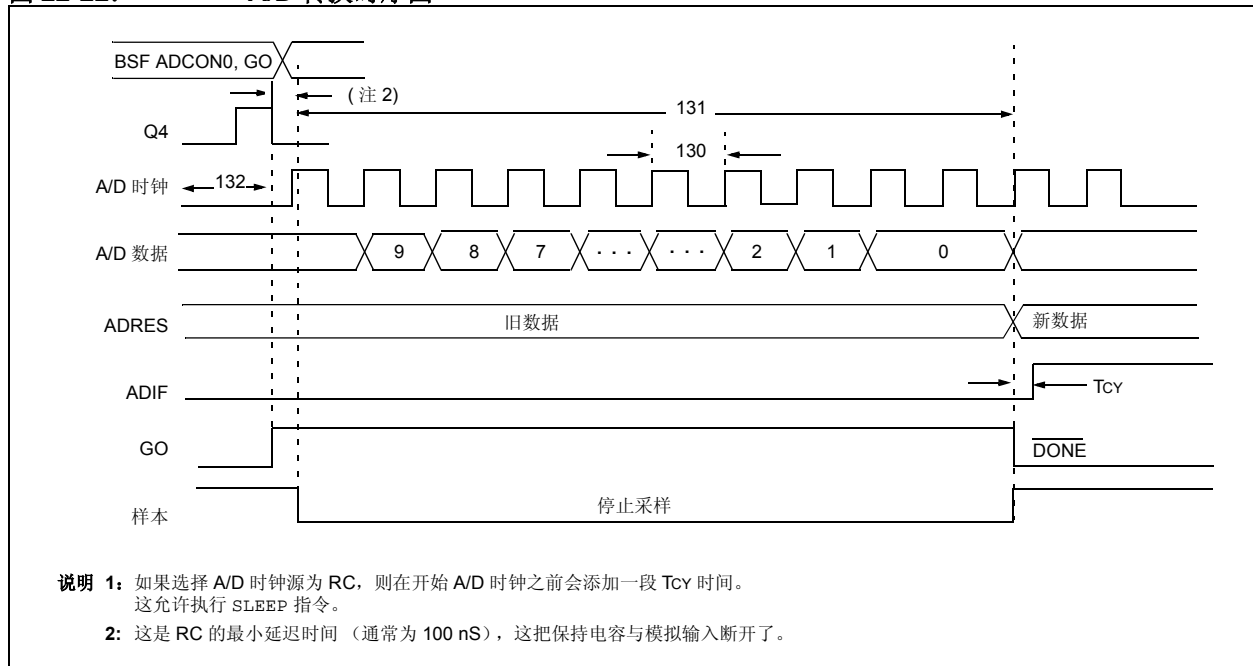 BSF ADCON0, GO
(注 2)
131
Q4
130
A/D 时钟
132
A/D 数据
9 8 7 · · · · · · 2 1 0
ADRES
旧数据
新数据
ADIF
TCY
GO
DONE
样本
停止采样
说明 1: 如果选择 A/D 时钟源为 RC，则在开始 A/D 时钟之前会添加一段 TCY 时间。
这允许执行 SLEEP 指令。
2: 这是 RC 的最小延迟时间 （通常为 100 nS），这把保持电容与模拟输入断开了。